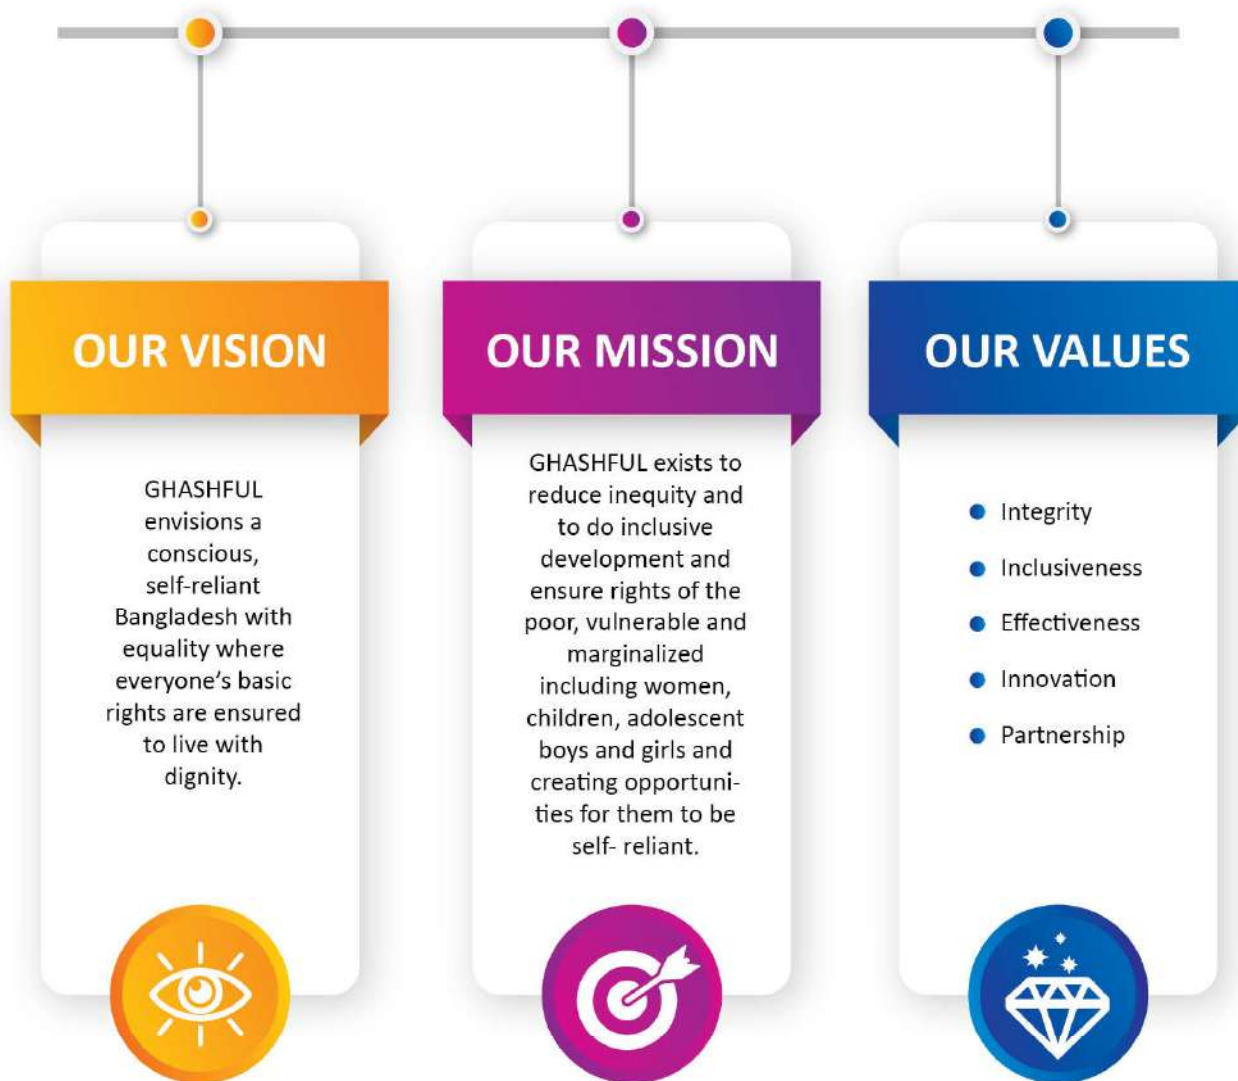 OUR VISION
GHASHFUL
envisions a
conscious,
self-reliant
Bangladesh with
equality where
everyone’s basic
rights are ensured
to live with
dignity.
OUR MISSION
GHASHFUL exists to
reduce inequity and
to do inclusive
development and
ensure rights of the
poor, vulnerable and
marginalized
including women,
children, adolescent
boys and girls and
creating opportuni-
ties for them to be
self- reliant.
OUR VALUES
Integrity
Inclusiveness
Effectiveness
Innovation
Partnership